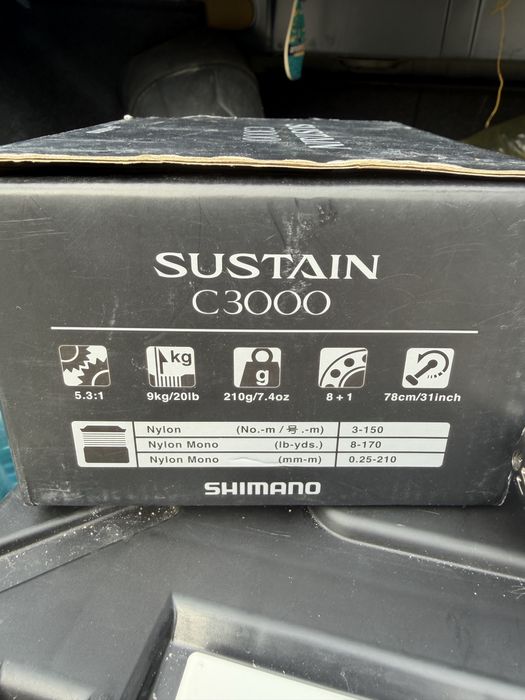 SUSTAIN
C3000
5.3:1
kg
9kg/20lb
g
210g/7.4oz
8+1
78cm/31inch
Nylon (No.-m / 号.-m) 3-150
Nylon Mono (lb-yds.) 8-170
Nylon Mono (mm-m) 0.25-210
SHIMANO